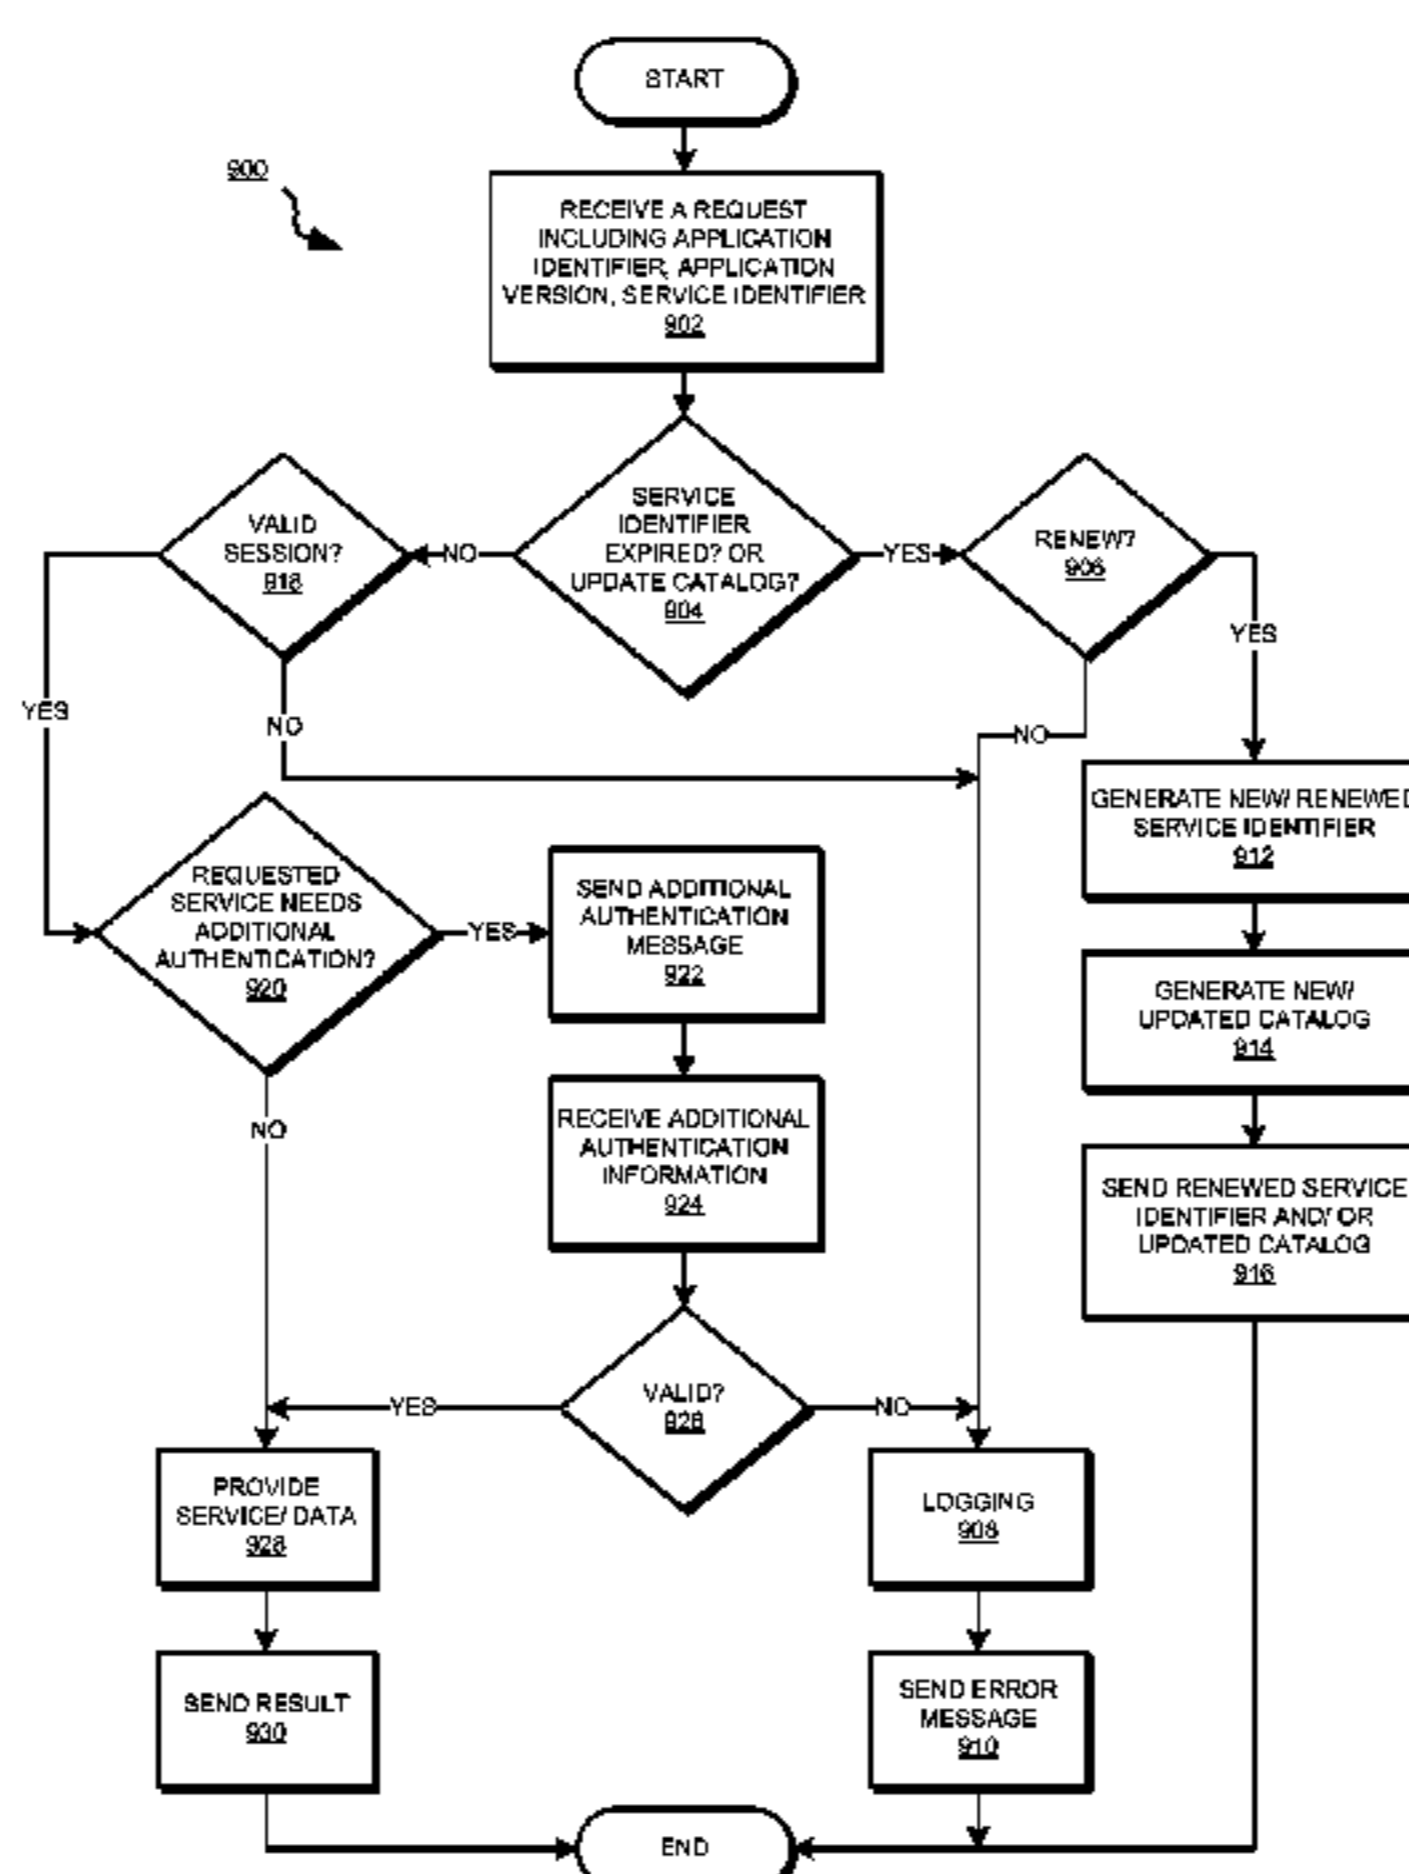 START
900
RECEIVE A REQUEST
INCLUDING APPLICATION
IDENTIFIER, APPLICATION
VERSION, SERVICE IDENTIFIER
902
VALID
SESSION?
918
NO
SERVICE
IDENTIFIER
EXPIRED? OR
UPDATE CATALOG?
904
YES
RENEW?
906
YES
YES
NO
NO
GENERATE NEW/ RENEWED
SERVICE IDENTIFIER
912
REQUESTED
SERVICE NEEDS
ADDITIONAL
AUTHENTICATION?
920
YES
SEND ADDITIONAL
AUTHENTICATION
MESSAGE
922
GENERATE NEW/
UPDATED CATALOG
914
NO
RECEIVE ADDITIONAL
AUTHENTICATION
INFORMATION
924
SEND RENEWED SERVICE
IDENTIFIER AND/ OR
UPDATED CATALOG
916
YES
VALID?
926
NO
PROVIDE
SERVICE/ DATA
928
LOGGING
908
SEND RESULT
930
SEND ERROR
MESSAGE
910
END